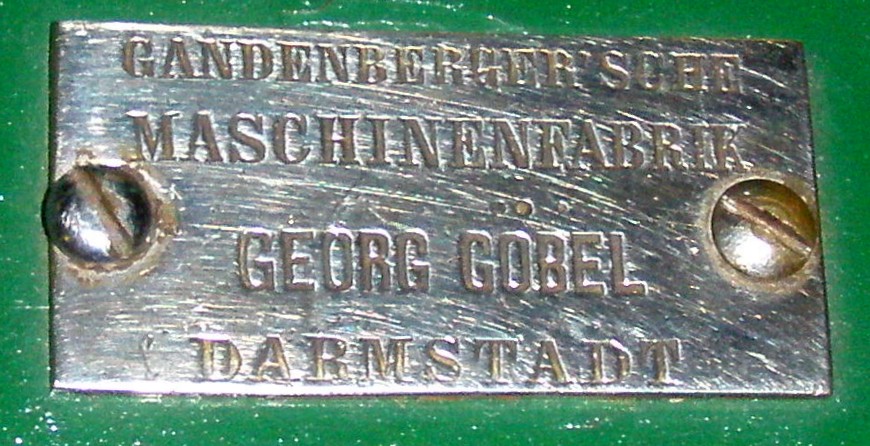 GANDENBERGER'SCHE
MASCHINENFABRIK
GEORG GÖBEL
DARMSTADT